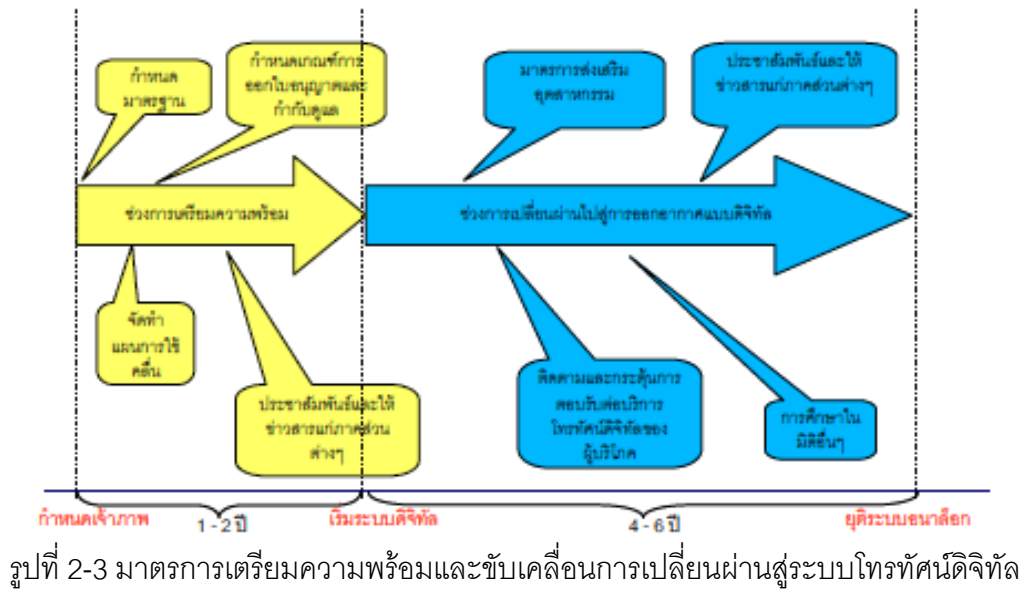 กำหนด
มาตรฐาน
กำหนดเกณฑ์การ
ออกใบอนุญาตและ
กำกับดูแล
มาตรการส่งเสริม
อุตสาหกรรม
ประชาสัมพันธ์และให้
ข่าวสารแก่ภาคส่วนต่างๆ
ช่วงการเตรียมความพร้อม
ช่วงการเปลี่ยนผ่านไปสู่การออกอากาศแบบดิจิทัล
จัดทำ
แผนการใช้
คลื่น
ประชาสัมพันธ์และให้
ข่าวสารแก่ภาคส่วน
ต่างๆ
ติดตามและกระตุ้นการ
ตอบรับต่อบริการ
โทรทัศน์ดิจิทัลของ
ผู้บริโภค
การศึกษาใน
มิติอื่นๆ
กำหนดเจ้าภาพ
1 - 2 ปี
เริ่มระบบดิจิทัล
4 - 6 ปี
ยุติระบบอนาล็อก
รูปที่ 2-3 มาตรการเตรียมความพร้อมและขับเคลื่อนการเปลี่ยนผ่านสู่ระบบโทรทัศน์ดิจิทัล